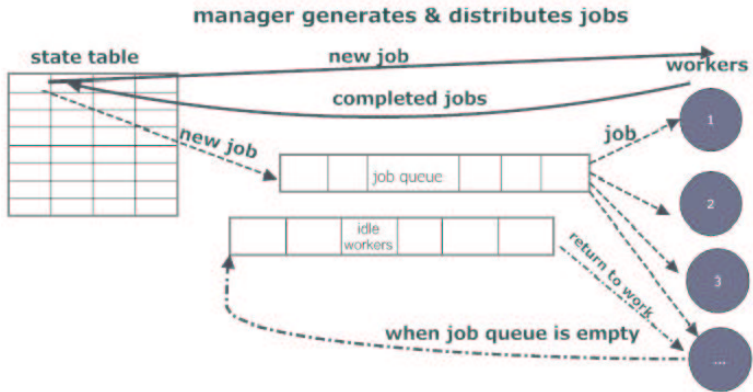 manager generates & distributes jobs
state table
new job
workers
completed jobs
new job
job
1
job queue
2
idle
workers
return to work
3
when job queue is empty
...